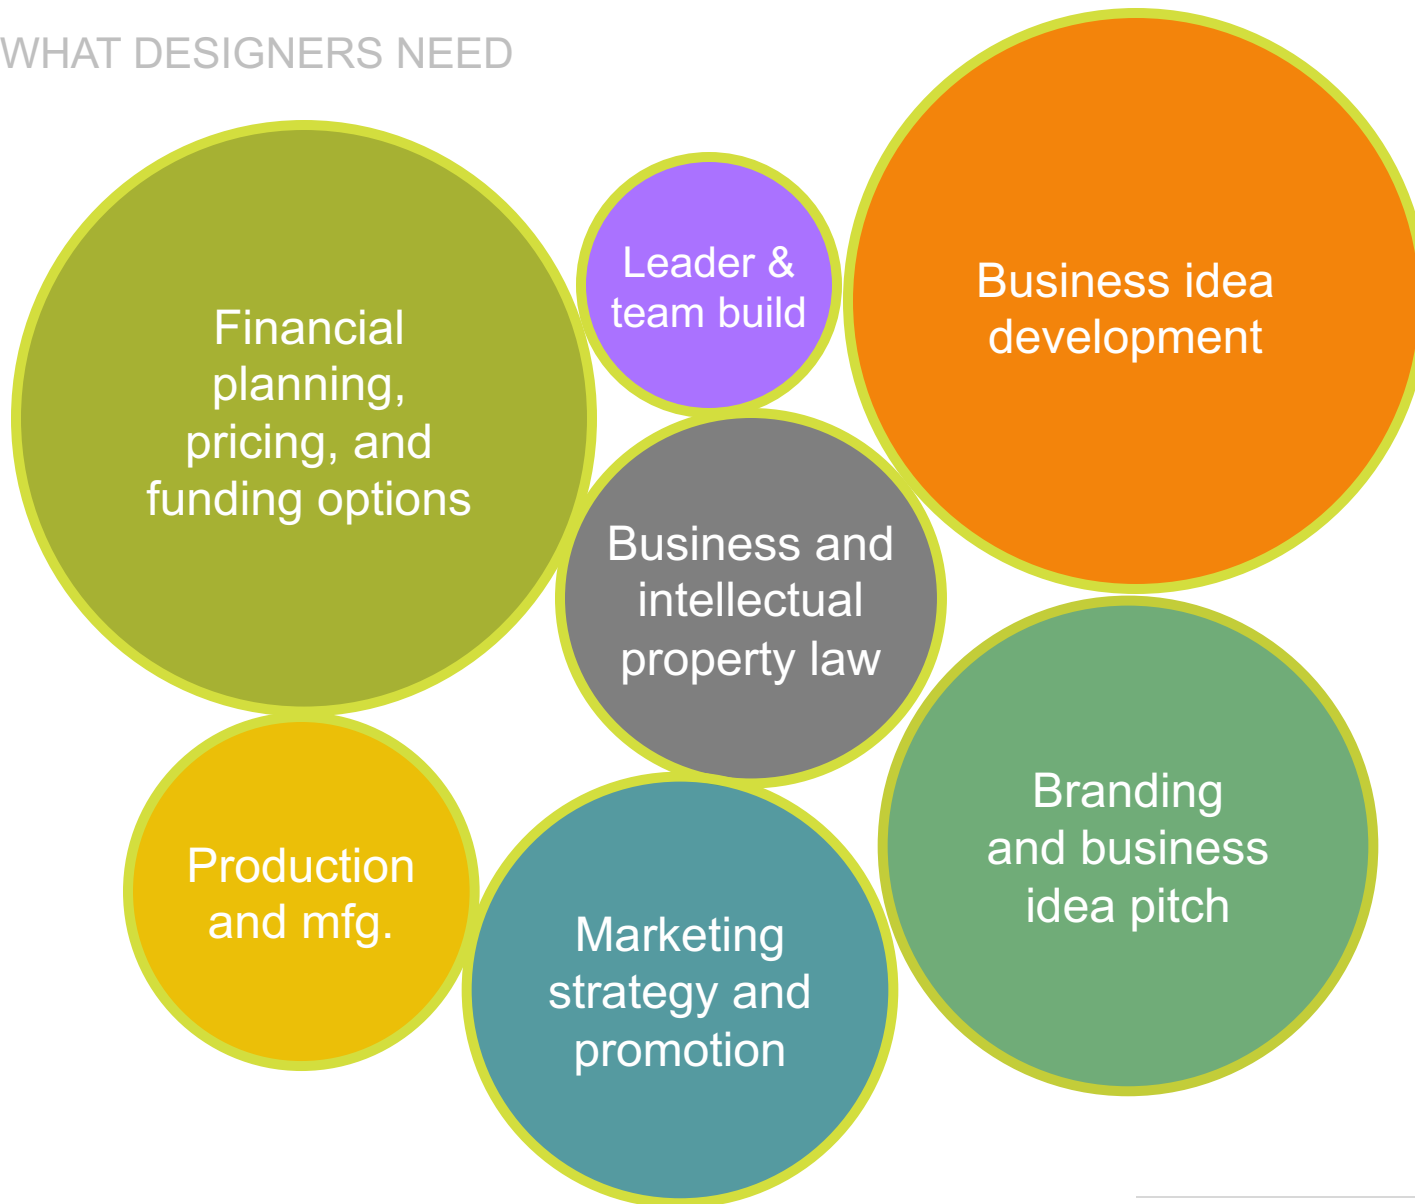 WHAT DESIGNERS NEED
Financial
planning,
pricing, and
funding options
Leader &
team build
Business idea
development
Business and
intellectual
property law
Production
and mfg.
Marketing
strategy and
promotion
Branding
and business
idea pitch